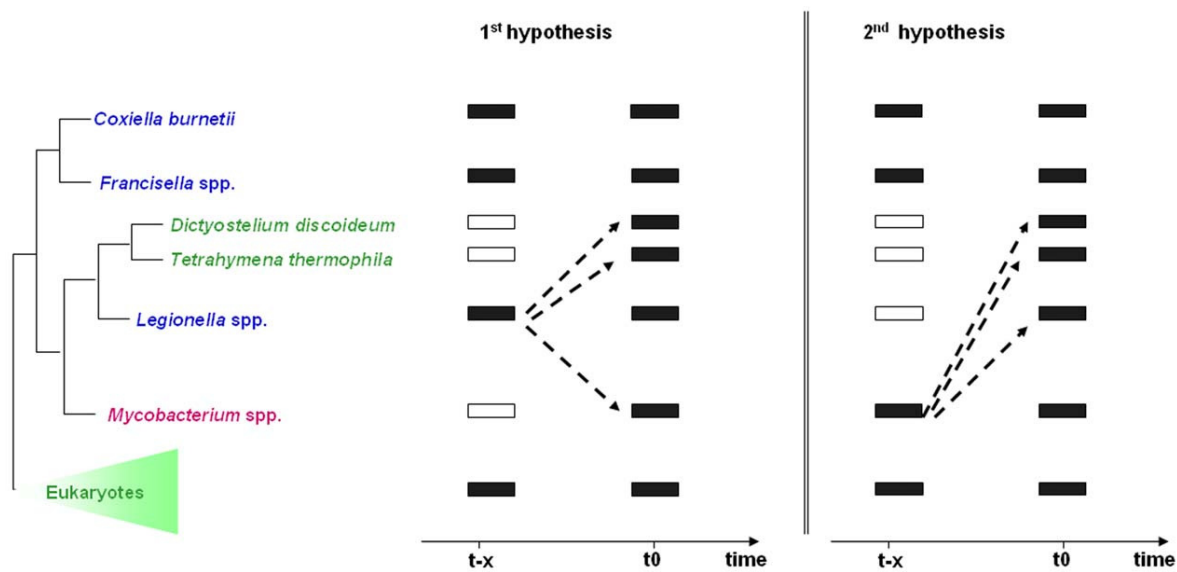 1st hypothesis
2nd hypothesis
Coxiella burnetii
Francisella spp.
Dictyostelium discoideum
Tetrahymena thermophila
Legionella spp.
Mycobacterium spp.
Eukaryotes
t-x t0 time
t-x t0 time